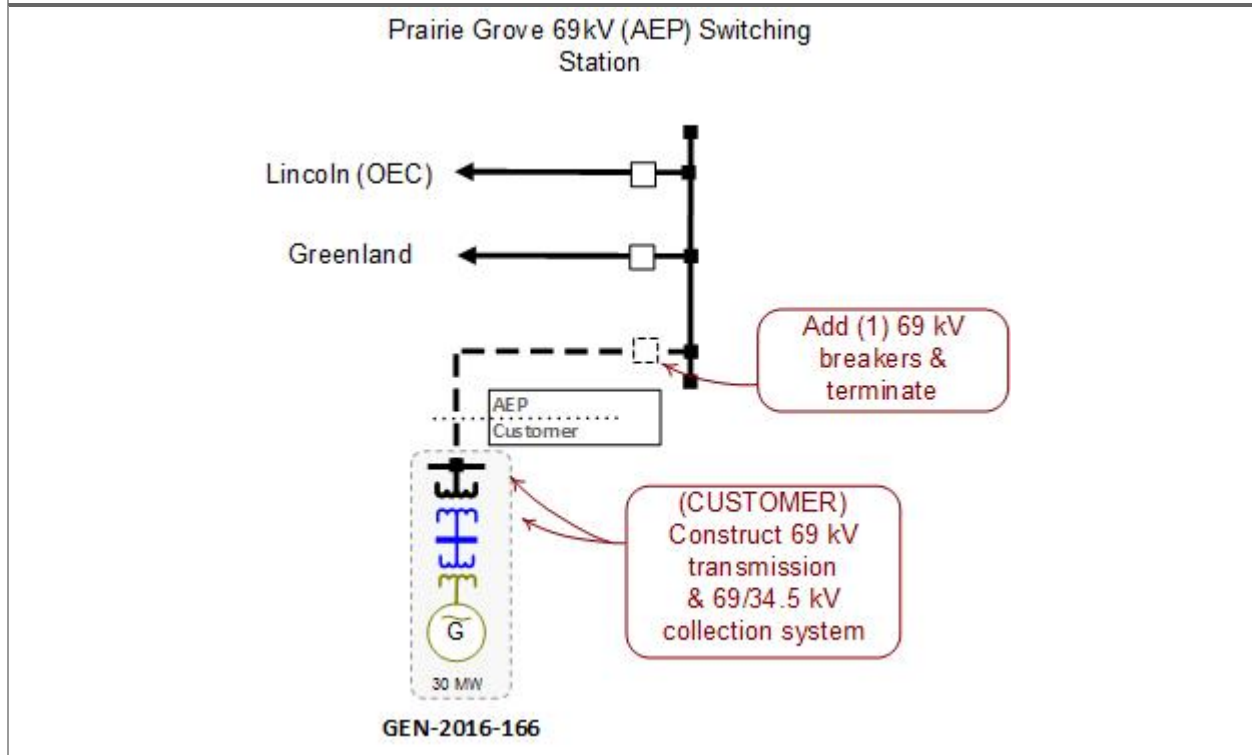 Prairie Grove 69kV (AEP) Switching
Station
Lincoln (OEC)
Greenland
Add (1) 69 kV
breakers &
terminate
AEP
Customer
(CUSTOMER)
Construct 69 kV
transmission
& 69/34.5 kV
collection system
G
30 MW
GEN-2016-166